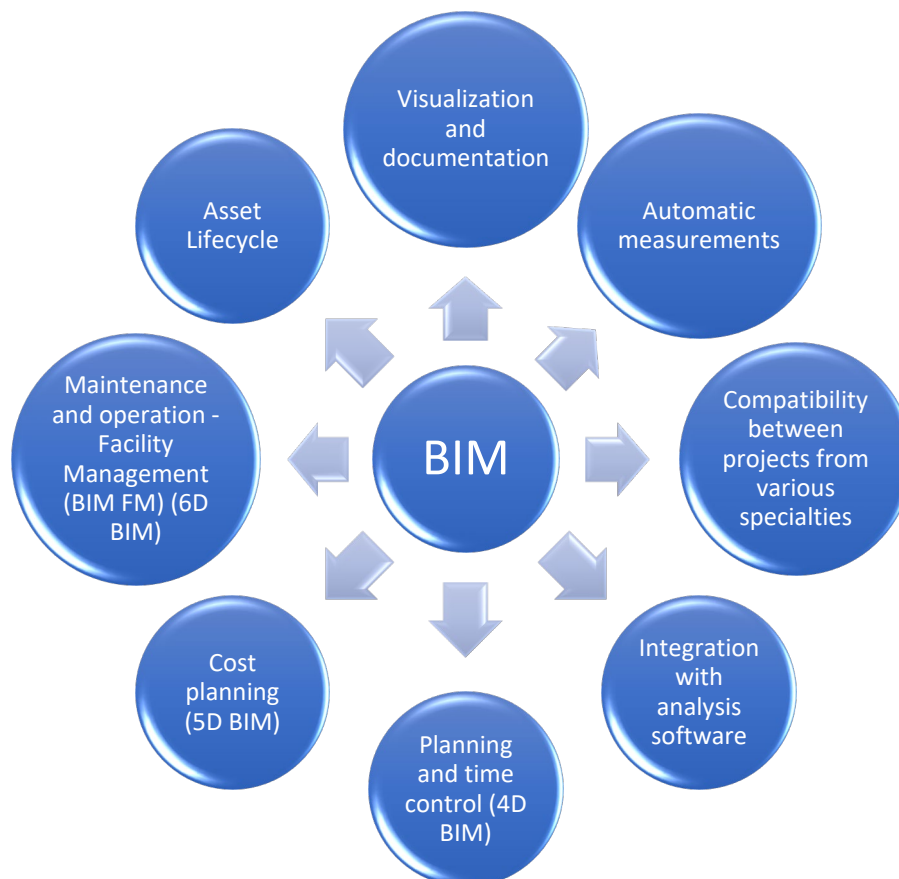 Visualization
and
documentation
Automatic
measurements
Compatibility
between
projects from
various
specialties
Integration
with
analysis
software
Planning
and time
control (4D
BIM)
Cost
planning
(5D BIM)
Maintenance
and operation -
Facility
Management
(BIM FM) (6D
BIM)
Asset
Lifecycle
BIM